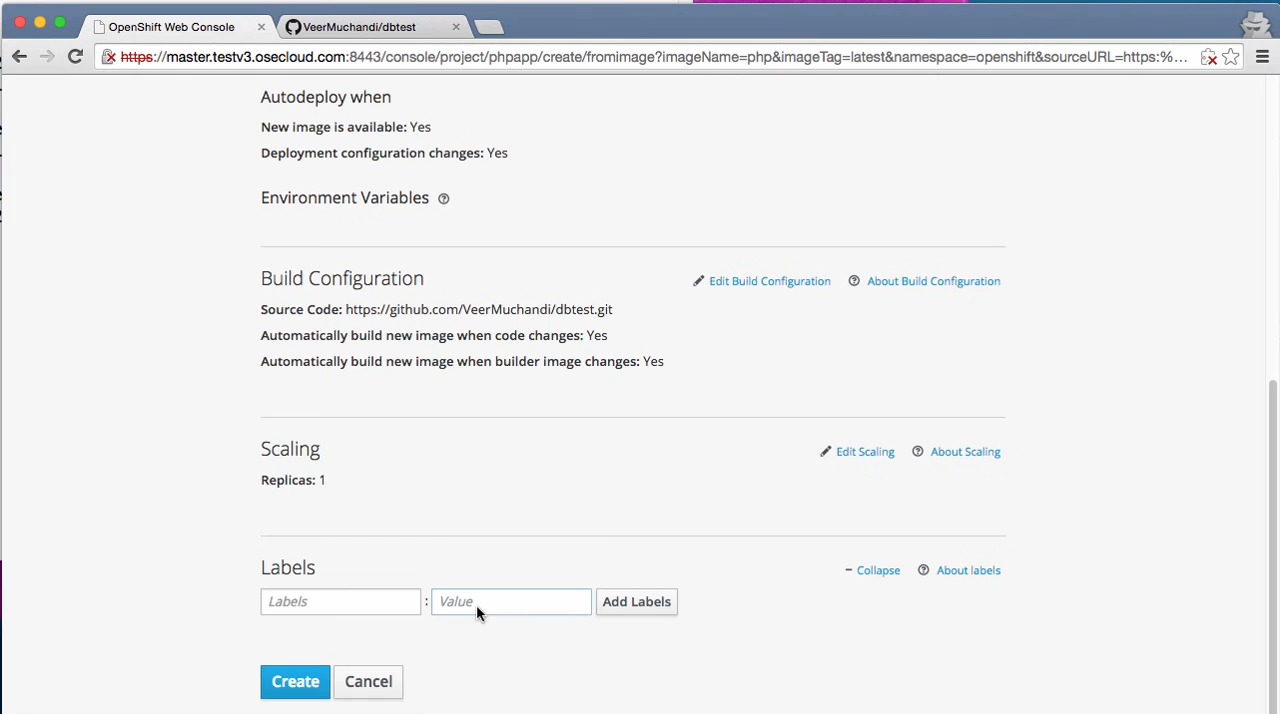 OpenShift Web Console
VeerMuchandi/dbtest
https://master.testv3.osecloud.com:8443/console/project/phpapp/create/fromimage?imageName=php&imageTag=latest&namespace=openshift&sourceURL=https:%...
Autodeploy when
New image is available: Yes
Deployment configuration changes: Yes
Environment Variables
Build Configuration
Edit Build Configuration
About Build Configuration
Source Code: https://github.com/VeerMuchandi/dbtest.git
Automatically build new image when code changes: Yes
Automatically build new image when builder image changes: Yes
Scaling
Edit Scaling
About Scaling
Replicas: 1
Labels
Collapse
About labels
Labels : Value Add Labels
Create Cancel